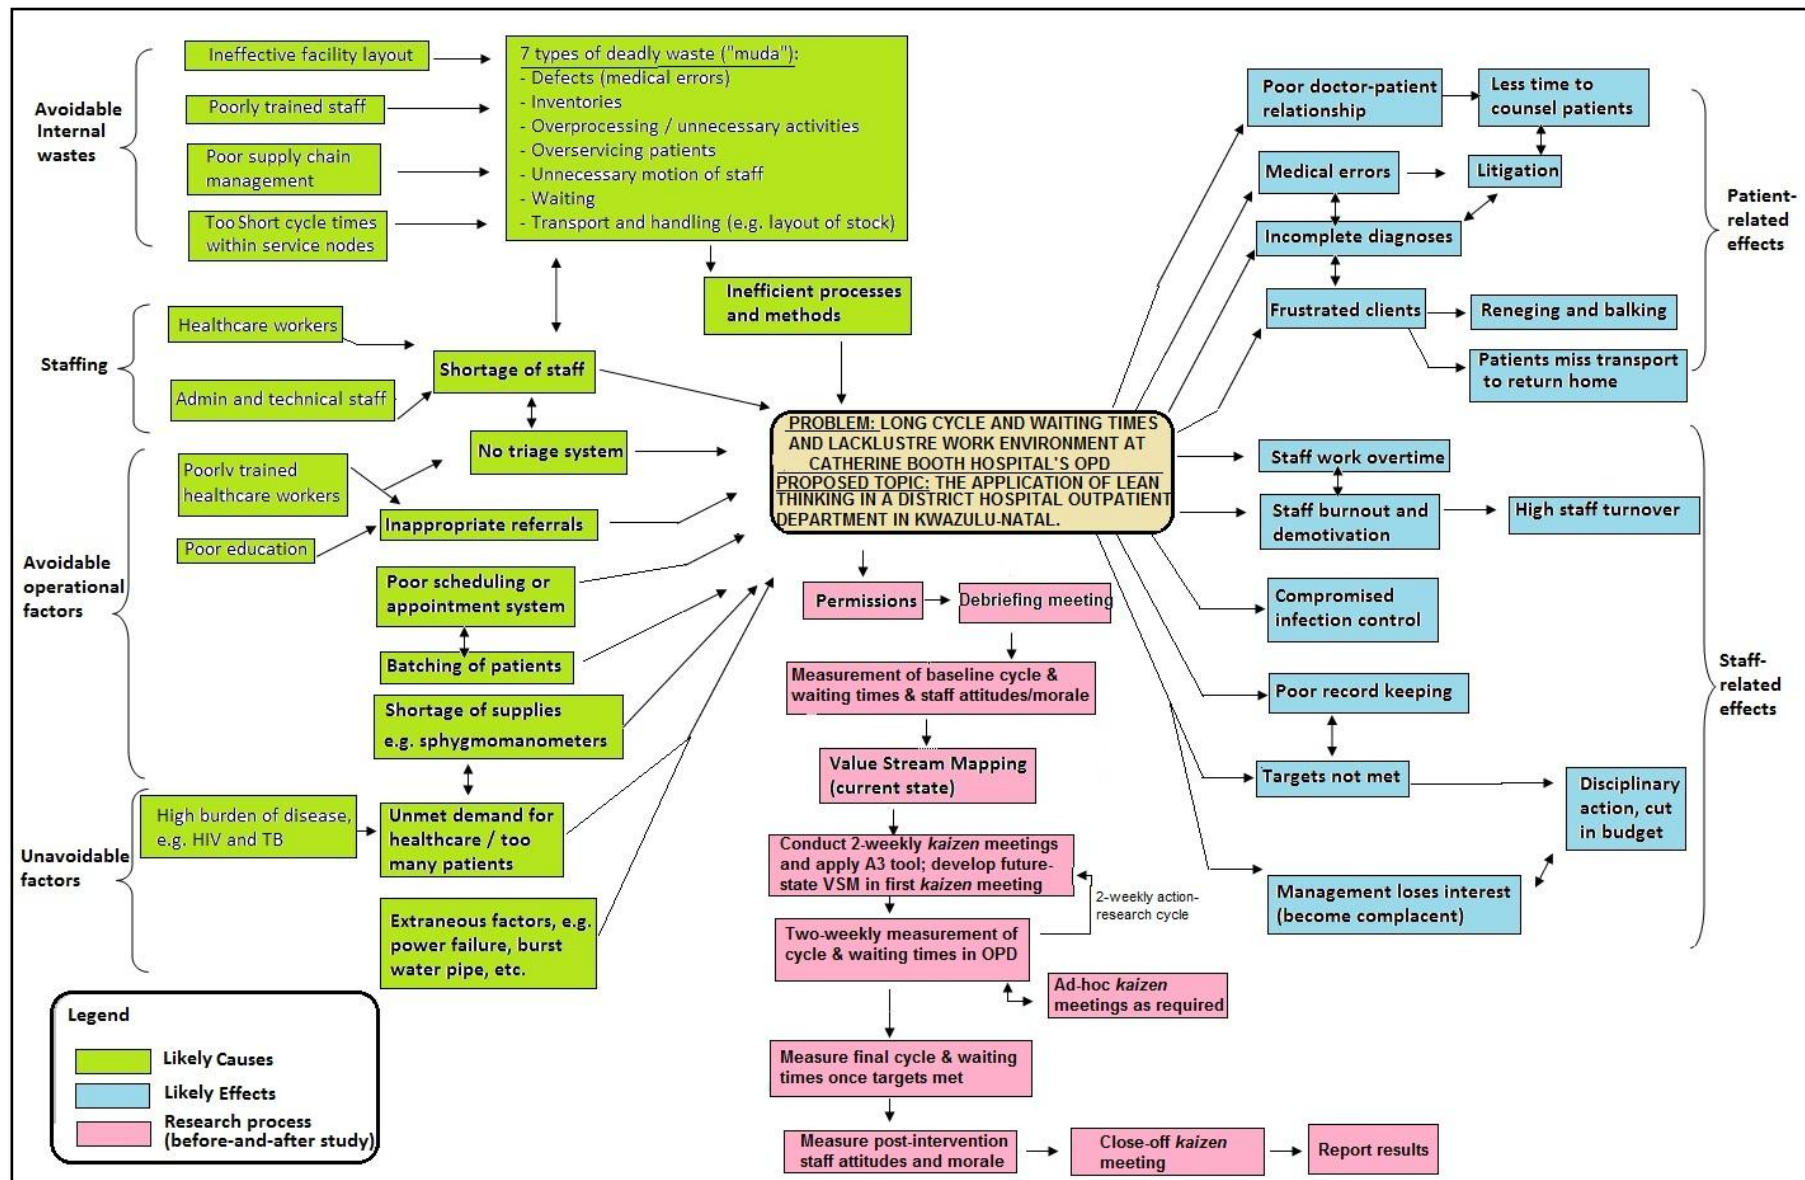 Avoidable
Internal
wastes
Ineffective facility layout
Poorly trained staff
Poor supply chain
management
Too Short cycle times
within service nodes
7 types of deadly waste ("muda"):
- Defects (medical errors)
- Inventories
- Overprocessing / unnecessary activities
- Overservicing patients
- Unnecessary motion of staff
- Waiting
- Transport and handling (e.g. layout of stock)
Inefficient processes
and methods
Staffing
Healthcare workers
Admin and technical staff
Shortage of staff
No triage system
Avoidable
operational
factors
Poorly trained
healthcare workers
Poor education
Inappropriate referrals
Poor scheduling or
appointment system
Batching of patients
Shortage of supplies
e.g. sphygmomanometers
Unavoidable
factors
High burden of disease,
e.g. HIV and TB
Unmet demand for
healthcare / too
many patients
Extraneous factors, e.g.
power failure, burst
water pipe, etc.
PROBLEM: LONG CYCLE AND WAITING TIMES
AND LACKLUSTRE WORK ENVIRONMENT AT
CATHERINE BOOTH HOSPITAL'S OPD
PROPOSED TOPIC: THE APPLICATION OF LEAN
THINKING IN A DISTRICT HOSPITAL OUTPATIENT
DEPARTMENT IN KWAZULU-NATAL.
Permissions
Debriefing meeting
Measurement of baseline cycle &
waiting times & staff attitudes/morale
Value Stream Mapping
(current state)
Conduct 2-weekly kaizen meetings
and apply A3 tool; develop future-
state VSM in first kaizen meeting
2-weekly action-
research cycle
Two-weekly measurement of
cycle & waiting times in OPD
Ad-hoc kaizen
meetings as required
Measure final cycle & waiting
times once targets met
Measure post-intervention
staff attitudes and morale
Close-off kaizen
meeting
Report results
Poor doctor-patient
relationship
Less time to
counsel patients
Medical errors
Litigation
Incomplete diagnoses
Frustrated clients
Reneging and balking
Patients miss transport
to return home
Patient-
related
effects
Staff work overtime
Staff burnout and
demotivation
High staff turnover
Compromised
infection control
Poor record keeping
Targets not met
Disciplinary
action, cut
in budget
Management loses interest
(become complacent)
Staff-
related
effects
Legend
Likely Causes
Likely Effects
Research process
(before-and-after study)